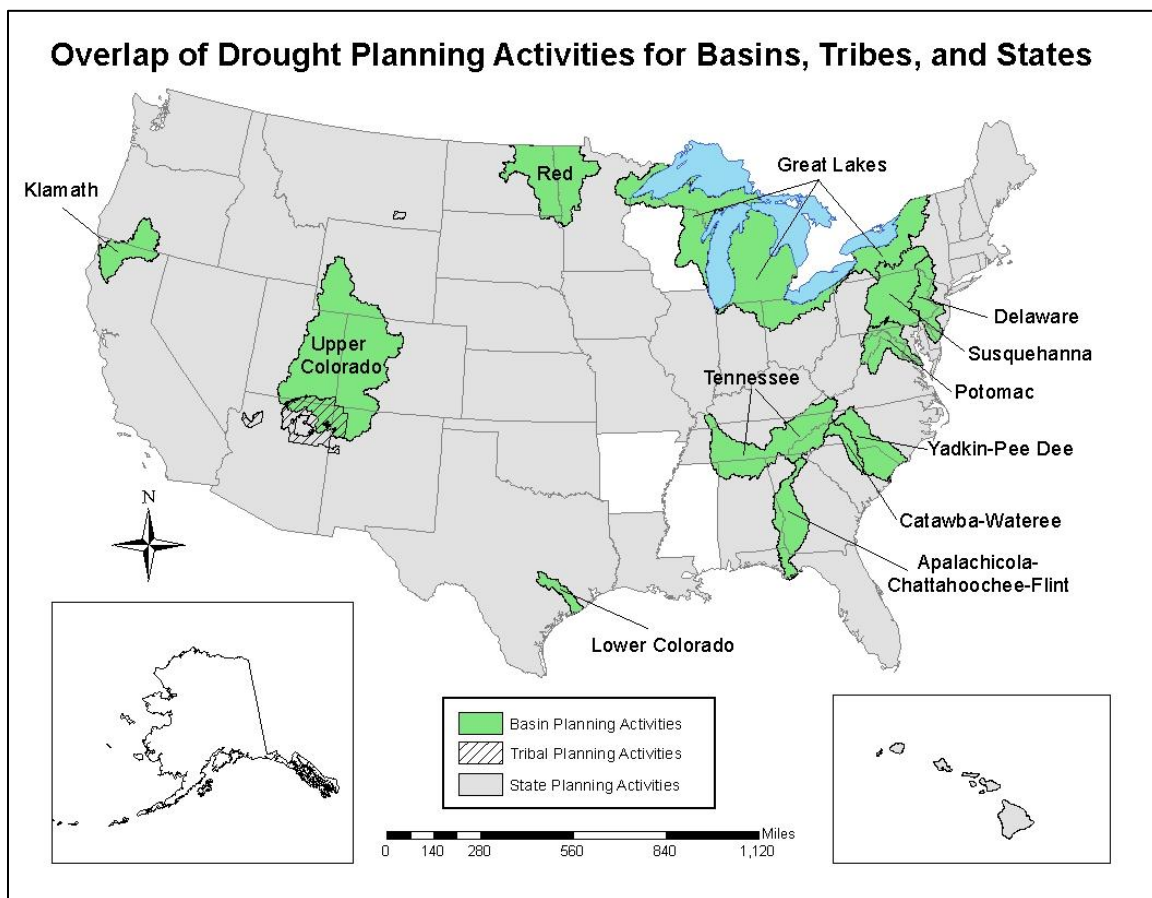 Overlap of Drought Planning Activities for Basins, Tribes, and States
Klamath
Red
Great Lakes
Upper
Colorado
Delaware
Susquehanna
Potomac
Tennessee
Yadkin-Pee Dee
Catawba-Wateree
Apalachicola-
Chattahoochee-Flint
Lower Colorado
N
Basin Planning Activities
Tribal Planning Activities
State Planning Activities
Miles
0 140 280 560 840 1,120